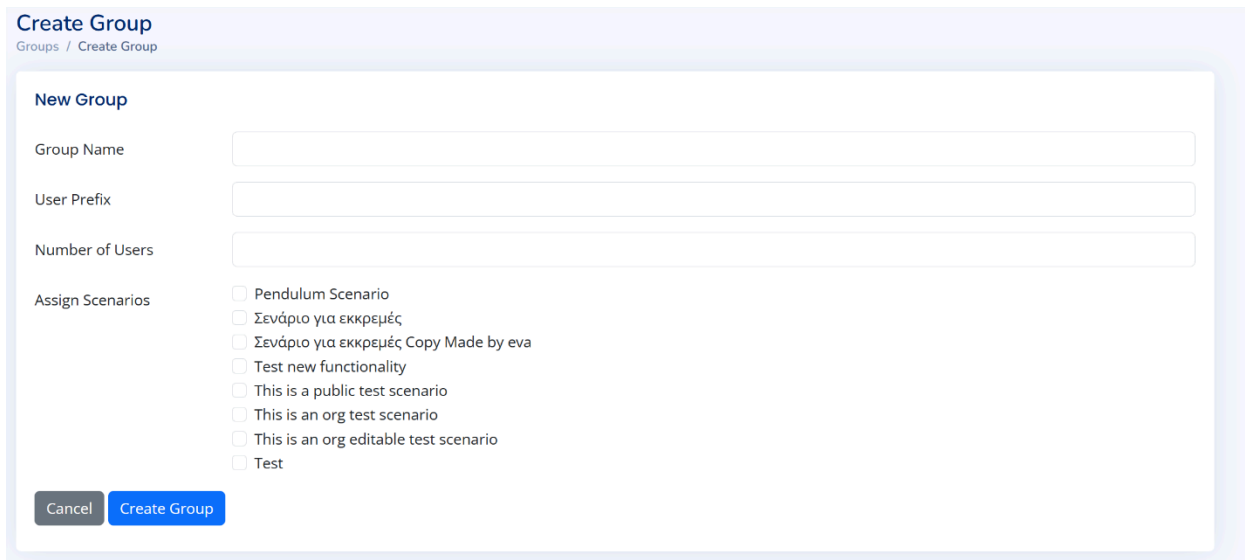 Create Group
Groups / Create Group
New Group
Group Name
User Prefix
Number of Users
Assign Scenarios
Pendulum Scenario
Σενάριο για εκκρεμές
Σενάριο για εκκρεμές Copy Made by eva
Test new functionality
This is a public test scenario
This is an org test scenario
This is an org editable test scenario
Test
Cancel Create Group